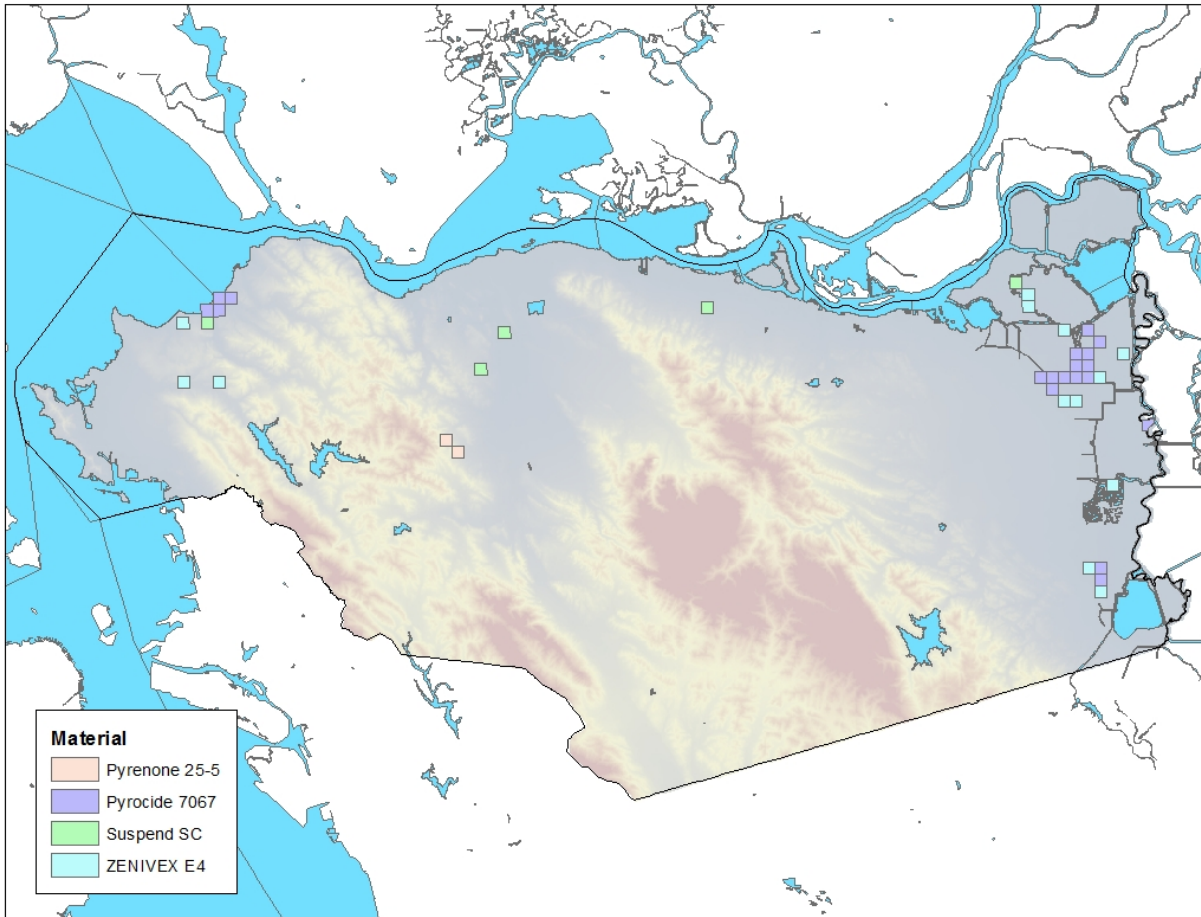 Material
Pyrenone 25-5
Pyrocide 7067
Suspend SC
ZENIVEX E4